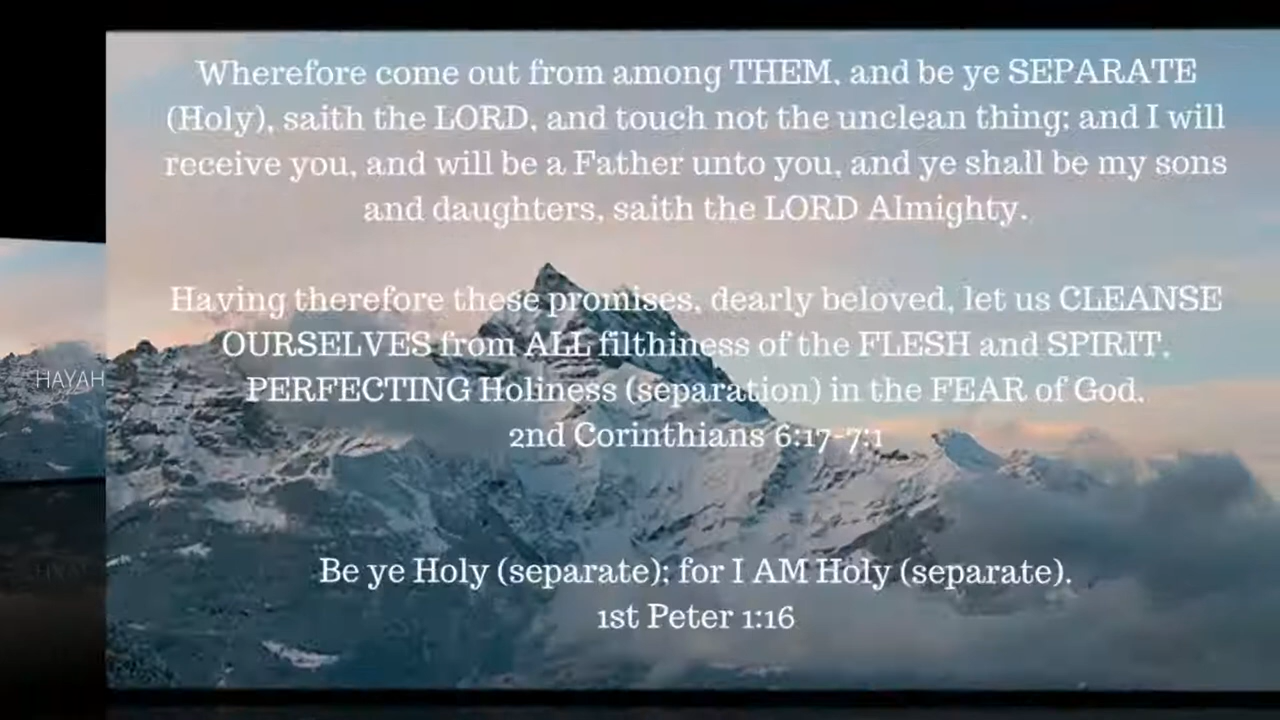 Wherefore come out from among THEM, and be ye SEPARATE
(Holy), saith the LORD, and touch not the unclean thing; and I will
receive you, and will be a Father unto you, and ye shall be my sons
and daughters, saith the LORD Almighty.
Having therefore these promises, dearly beloved, let us CLEANSE
OURSELVES from ALL filthiness of the FLESH and SPIRIT,
PERFECTING Holiness (separation) in the FEAR of God.
2nd Corinthians 6:17-7:1
HAYAH
Be ye Holy (separate); for I AM Holy (separate).
1st Peter 1:16